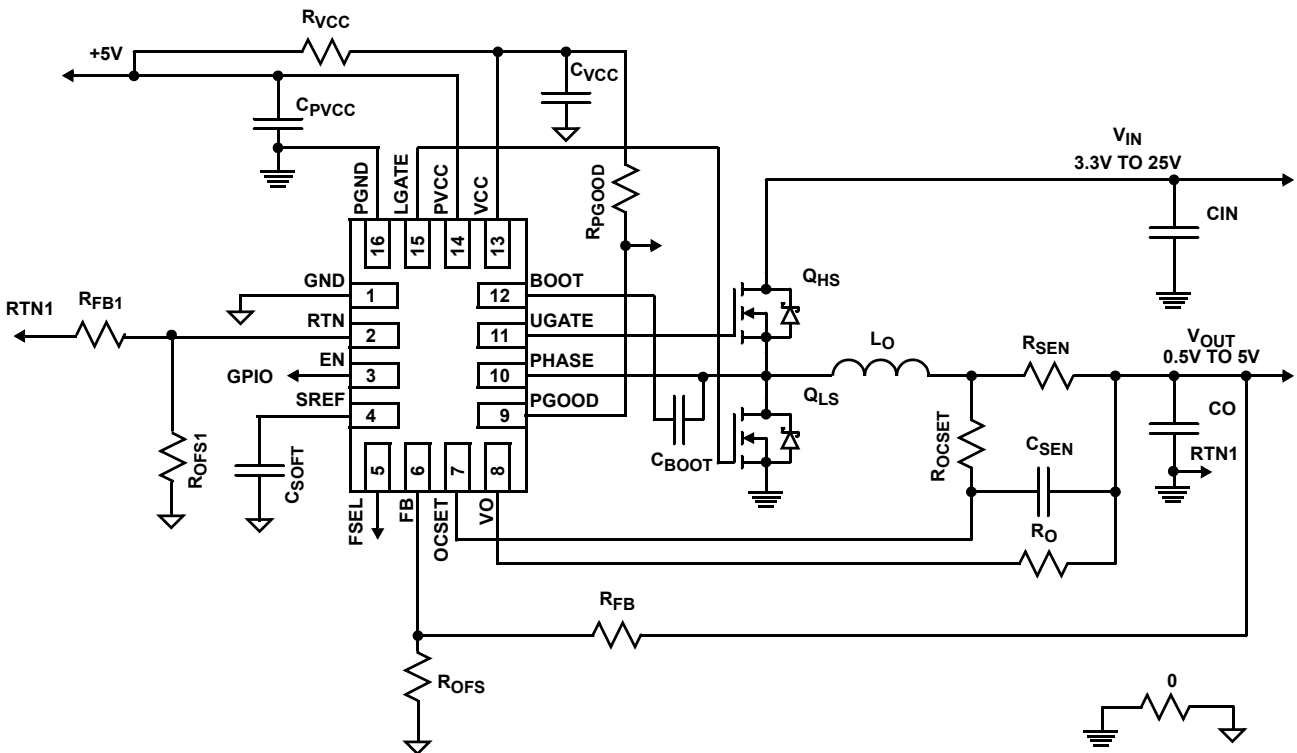 RVCC
+5V
CVCC
CPVCC
VIN
3.3V TO 25V
PGND
LGATE
PVCC
VCC
RPGOOD
CIN
16
15
14
13
GND
1
12
BOOT
QHS
RTN1
RFB1
RTN
2
11
UGATE
LO
RSEN
VOUT
0.5V TO 5V
EN
GPIO
3
10
PHASE
QLS
SREF
4
9
PGOOD
CO
RTN1
ROFS1
CSOFT
5
6
7
8
CBOOT
ROCSET
CSEN
FSEL
FB
OCSET
VO
RO
RFB
ROFS
0